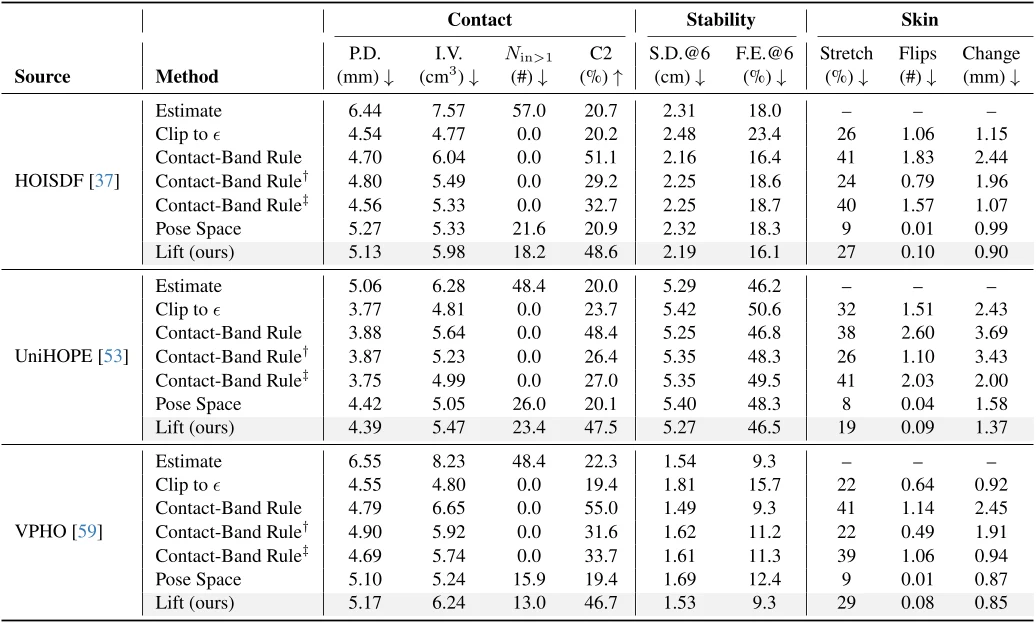 Contact Stability Skin
P.D. I.V. N_in>1 C2 S.D.@6 F.E.@6 Stretch Flips Change
Source Method (mm) ↓ (cm³) ↓ (#) ↓ (%) ↑ (cm) ↓ (%) ↓ (%) ↓ (#) ↓ (mm) ↓
Estimate 6.44 7.57 57.0 20.7 2.31 18.0 – – –
Clip to ϵ 4.54 4.77 0.0 20.2 2.48 23.4 26 1.06 1.15
Contact-Band Rule 4.70 6.04 0.0 51.1 2.16 16.4 41 1.83 2.44
HOISDF [37] Contact-Band Rule† 4.80 5.49 0.0 29.2 2.25 18.6 24 0.79 1.96
Contact-Band Rule‡ 4.56 5.33 0.0 32.7 2.25 18.7 40 1.57 1.07
Pose Space 5.27 5.33 21.6 20.9 2.32 18.3 9 0.01 0.99
Lift (ours) 5.13 5.98 18.2 48.6 2.19 16.1 27 0.10 0.90
Estimate 5.06 6.28 48.4 20.0 5.29 46.2 – – –
Clip to ϵ 3.77 4.81 0.0 23.7 5.42 50.6 32 1.51 2.43
Contact-Band Rule 3.88 5.64 0.0 48.4 5.25 46.8 38 2.60 3.69
UniHOPE [53] Contact-Band Rule† 3.87 5.23 0.0 26.4 5.35 48.3 26 1.10 3.43
Contact-Band Rule‡ 3.75 4.99 0.0 27.0 5.35 49.5 41 2.03 2.00
Pose Space 4.42 5.05 26.0 20.1 5.40 48.3 8 0.04 1.58
Lift (ours) 4.39 5.47 23.4 47.5 5.27 46.5 19 0.09 1.37
Estimate 6.55 8.23 48.4 22.3 1.54 9.3 – – –
Clip to ϵ 4.55 4.80 0.0 19.4 1.81 15.7 22 0.64 0.92
Contact-Band Rule 4.79 6.65 0.0 55.0 1.49 9.3 41 1.14 2.45
VPHO [59] Contact-Band Rule† 4.90 5.92 0.0 31.6 1.62 11.2 22 0.49 1.91
Contact-Band Rule‡ 4.69 5.74 0.0 33.7 1.61 11.3 39 1.06 0.94
Pose Space 5.10 5.24 15.9 19.4 1.69 12.4 9 0.01 0.87
Lift (ours) 5.17 6.24 13.0 46.7 1.53 9.3 29 0.08 0.85